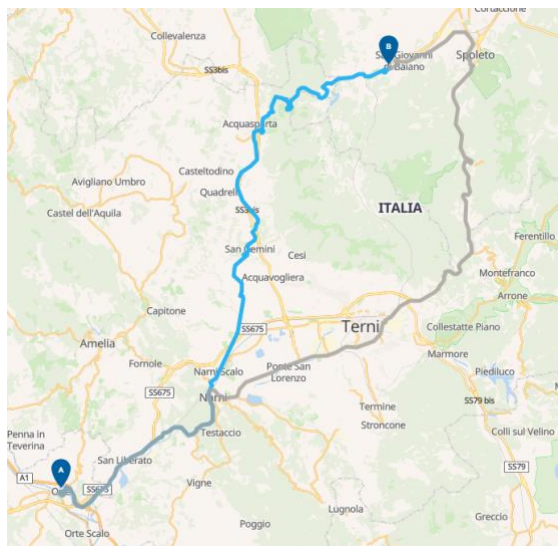 Cortaccione
Collevalenza
B
San Giovanni
di Baiano
Spoleto
SS3bis
Acquasparta
Casteltodino
Avigliano Umbro
Quadrelli
ITALIA
SS3bis
Castel dell'Aquila
Ferentillo
San Gemini
Cesi
Montefranco
Acquavogliera
Arrone
Capitone
SS675
Terni
Collestatte Piano
Amelia
Marmore
Fornole
Narni Scalo
Ponte San
Lorenzo
Piediluco
SS675
Narni
Termine
SS79 bis
Stroncone
Penna in
Teverina
Testaccio
Colli sul Velino
San Liberato
A
A1
SS675
Vigne
SS79
Lugnola
Greccio
Poggio
Orte Scalo